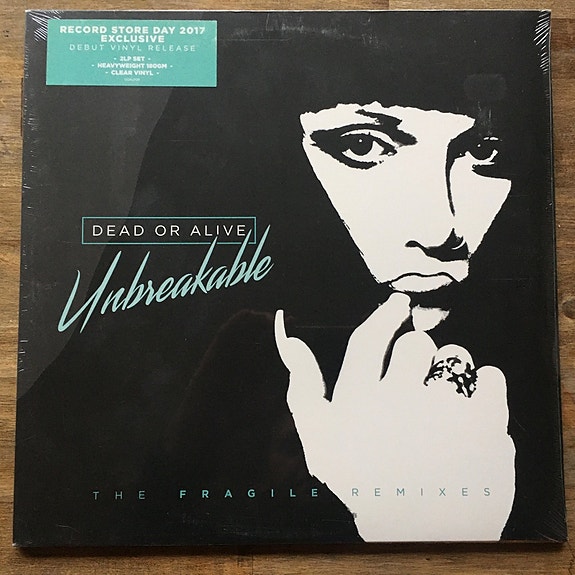 RECORD STORE DAY 2017
EXCLUSIVE
DEBUT VINYL RELEASE
- 2LP SET -
- HEAVYWEIGHT 180GM -
- CLEAR VINYL -
DEAD OR ALIVE
Unbreakable
THE FRAGILE REMIXES